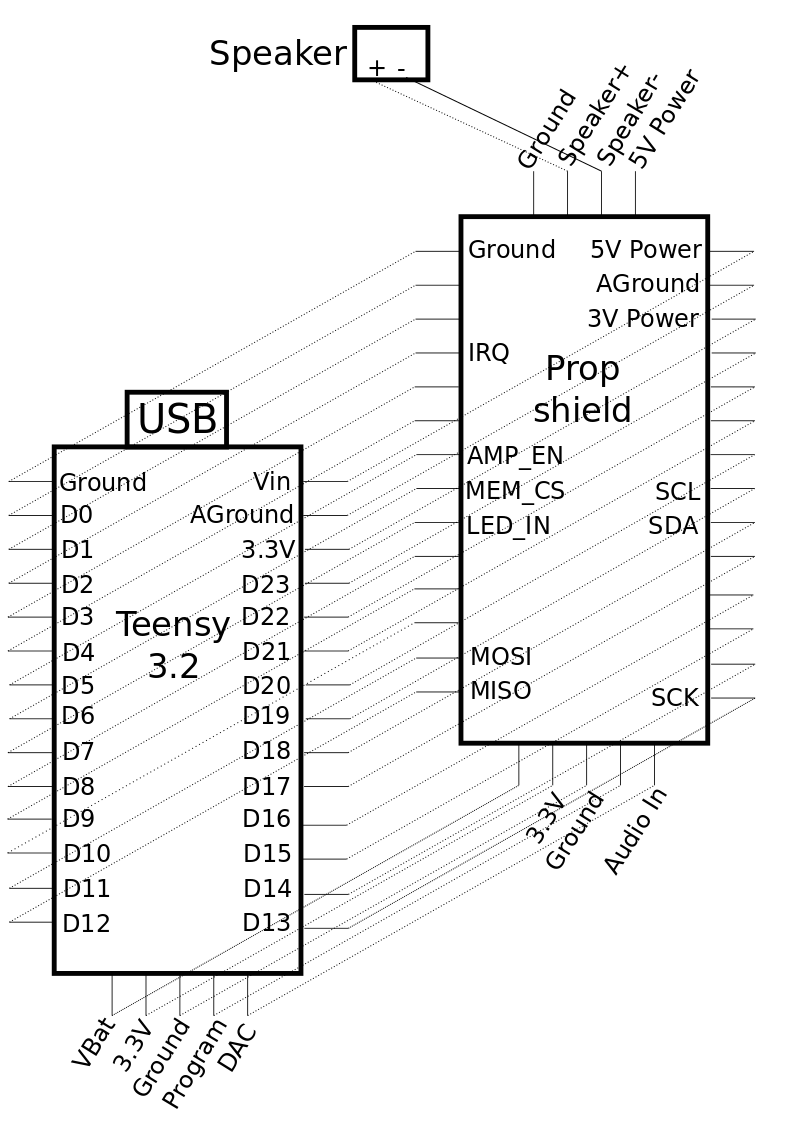 Speaker
+ -
Ground
Speaker+
Speaker-
5V Power
Ground
5V Power
AGround
3V Power
IRQ
Prop
shield
AMP_EN
MEM_CS
SCL
LED_IN
SDA
MOSI
MISO
SCK
3.3V
Ground
Audio In
USB
Ground
Vin
D0
AGround
D1
3.3V
D2
D23
D3
D22
Teensy
3.2
D4
D21
D5
D20
D6
D19
D7
D18
D8
D17
D9
D16
D10
D15
D11
D14
D12
D13
VBat
3.3V
Ground
Program
DAC